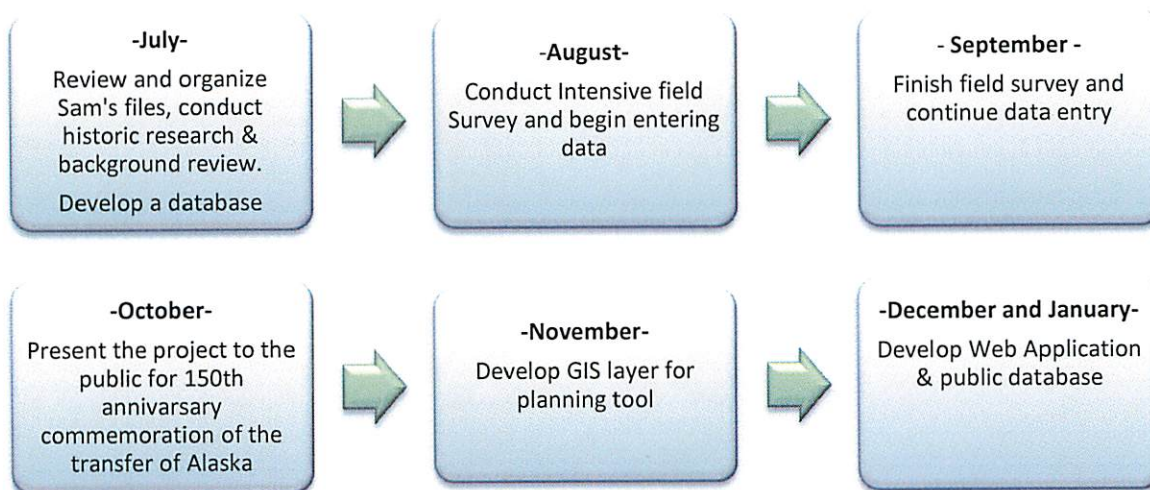 -July-
Review and organize
Sam's files, conduct
historic research &
background review.
Develop a database
-August-
Conduct Intensive field
Survey and begin entering
data
- September -
Finish field survey and
continue data entry
-October-
Present the project to the
public for 150th
annivarsary
commemoration of the
transfer of Alaska
-November-
Develop GIS layer for
planning tool
-December and January-
Develop Web Application
& public database